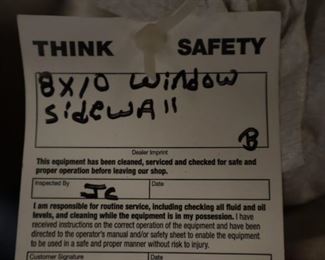 THINK SAFETY
8x10 window
sidewAll
B
Dealer Imprint
This equipment has been cleaned, serviced and checked for safe and
proper operation before leaving our shop.
Inspected By Date
JC
I am responsible for routine service, including checking all fluid and oil
levels, and cleaning while the equipment is in my possession. I have
received instructions on the correct operation of the equipment and have been
directed to the operator's manual and/or safety sheet to enable the equipment
to be used in a safe and proper manner without risk to injury.
Customer Signature Date